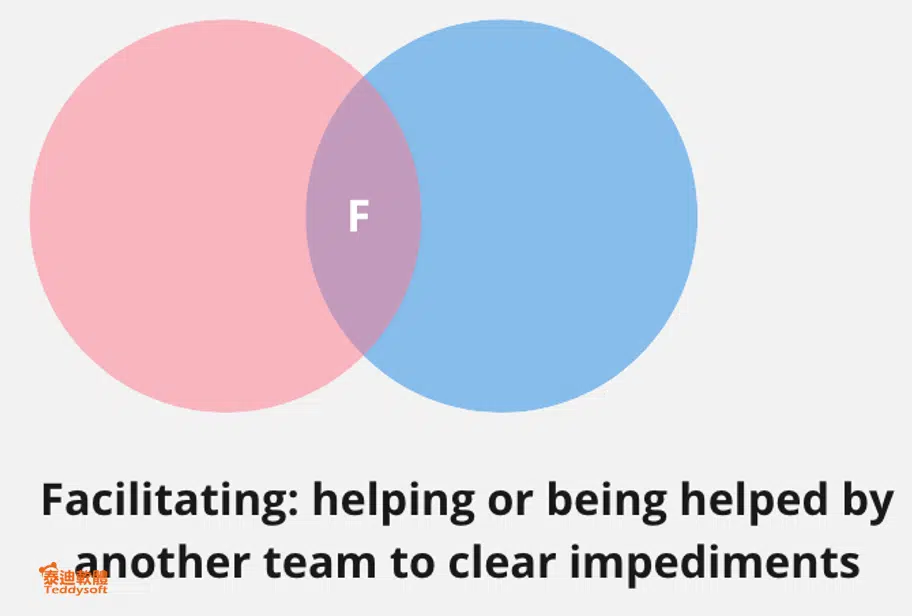 F
Facilitating: helping or being helped by
another team to clear impediments
泰迪軟體
Teddysoft